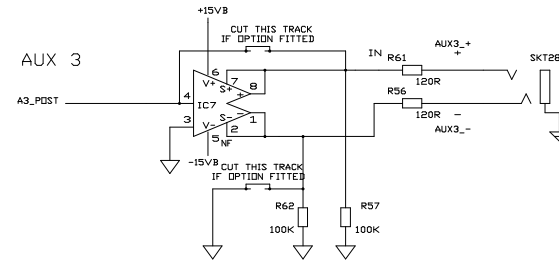 +15VB
CUT THIS TRACK
IF OPTION FITTED
AUX 3
IN
R61
AUX3_+
+
SKT28
6
V+
7
S+
8
+
120R
A3_POST
4
IC7
R56
3
S-
-
1
120R
V-
2
5
NF
-
AUX3_-
-15VB
CUT THIS TRACK
IF OPTION FITTED
R62
R57
100K
100K